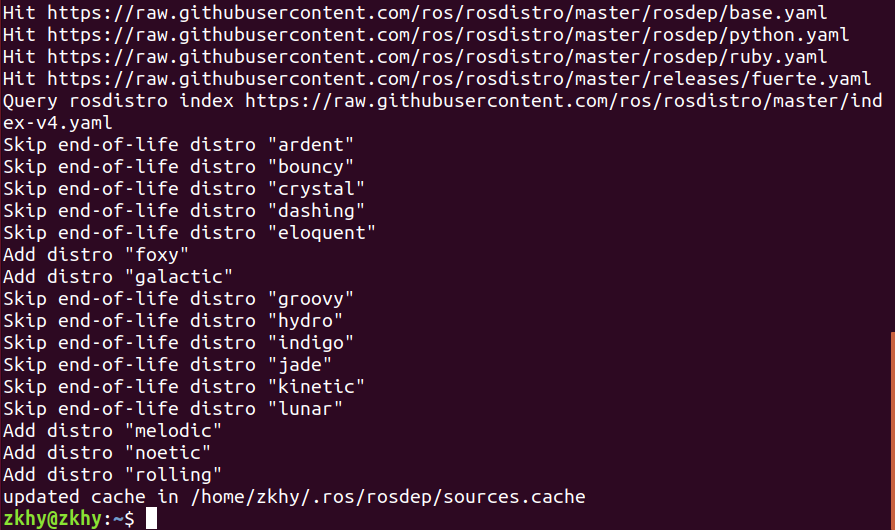 Hit https://raw.githubusercontent.com/ros/rosdistro/master/rosdep/base.yaml
Hit https://raw.githubusercontent.com/ros/rosdistro/master/rosdep/python.yaml
Hit https://raw.githubusercontent.com/ros/rosdistro/master/rosdep/ruby.yaml
Hit https://raw.githubusercontent.com/ros/rosdistro/master/releases/fuerte.yaml
Query rosdistro index https://raw.githubusercontent.com/ros/rosdistro/master/ind
ex-v4.yaml
Skip end-of-life distro "ardent"
Skip end-of-life distro "bouncy"
Skip end-of-life distro "crystal"
Skip end-of-life distro "dashing"
Skip end-of-life distro "eloquent"
Add distro "foxy"
Add distro "galactic"
Skip end-of-life distro "groovy"
Skip end-of-life distro "hydro"
Skip end-of-life distro "indigo"
Skip end-of-life distro "jade"
Skip end-of-life distro "kinetic"
Skip end-of-life distro "lunar"
Add distro "melodic"
Add distro "noetic"
Add distro "rolling"
updated cache in /home/zkhy/.ros/rosdep/sources.cache
zkhy@zkhy:~$